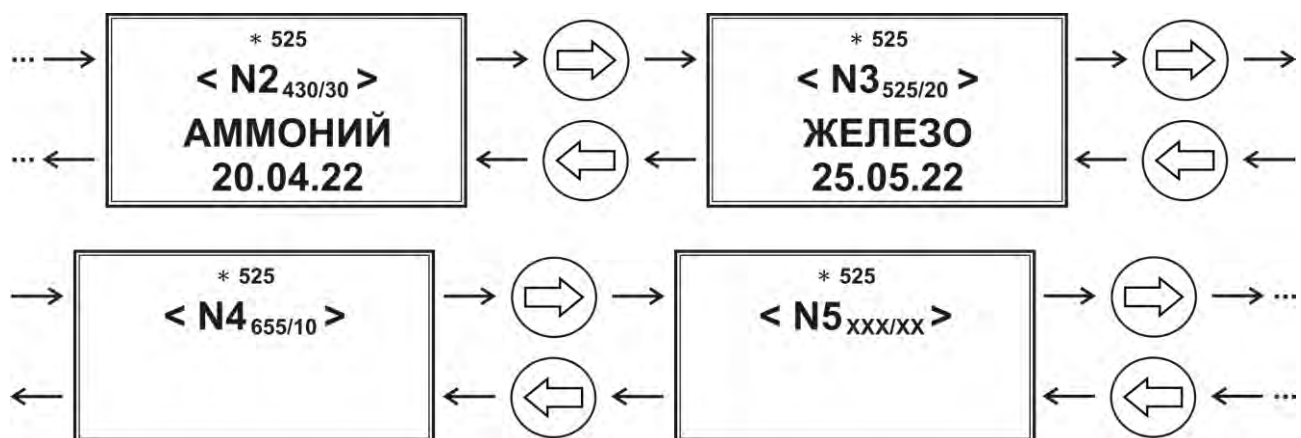 * 525
< N2 430/30 >
АММОНИЙ
20.04.22
* 525
< N3 525/20 >
ЖЕЛЕЗО
25.05.22
* 525
< N4 655/10 >
* 525
< N5 XXX/XX >